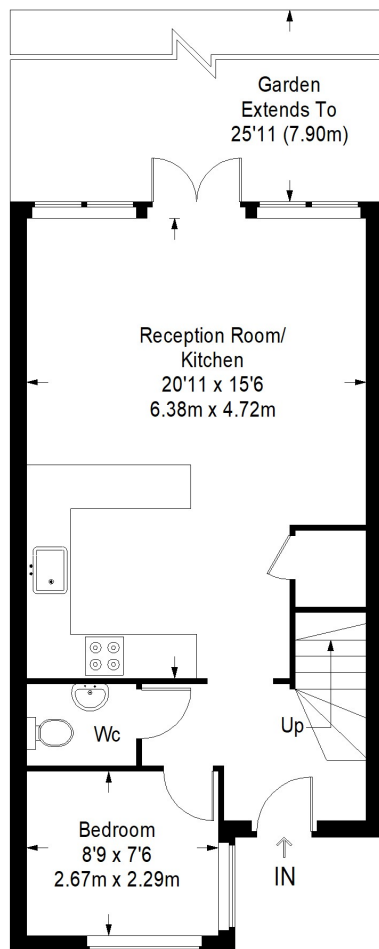 Garden
Extends To
25'11 (7.90m)
Reception Room/
Kitchen
20'11 x 15'6
6.38m x 4.72m
Wc
Up
Bedroom
8'9 x 7'6
2.67m x 2.29m
IN